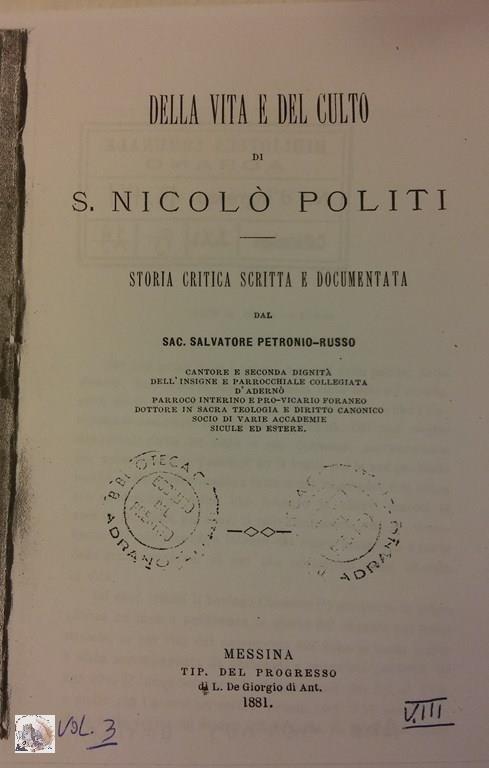 DELLA VITA E DEL CULTO
DI
S. NICOLÒ POLITI
STORIA CRITICA SCRITTA E DOCUMENTATA
DAL
SAC. SALVATORE PETRONIO-RUSSO
CANTORE E SECONDA DIGNITÀ
DELL'INSIGNE E PARROCCHIALE COLLEGIATA
D'ADERNÒ
PARROCO INTERINO E PRO-VICARIO FORANEO
DOTTORE IN SACRA TEOLOGIA E DIRITTO CANONICO
SOCIO DI VARIE ACCADEMIE
SICULE ED ESTERE.
BIBLIOTECA
ADRANO
ESCLUSO
DAL
PRESTITO
ADRANO
MESSINA
TIP. DEL PROGRESSO
di L. De Giorgio di Ant.
1881.
VOL. 3
V.III